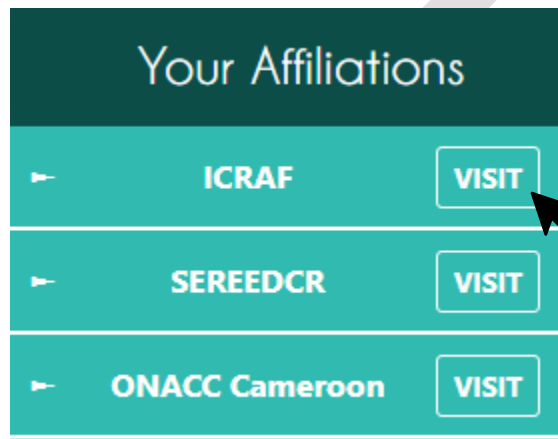 Your Affiliations
ICRAF VISIT
SEREEDCR VISIT
ONACC Cameroon VISIT